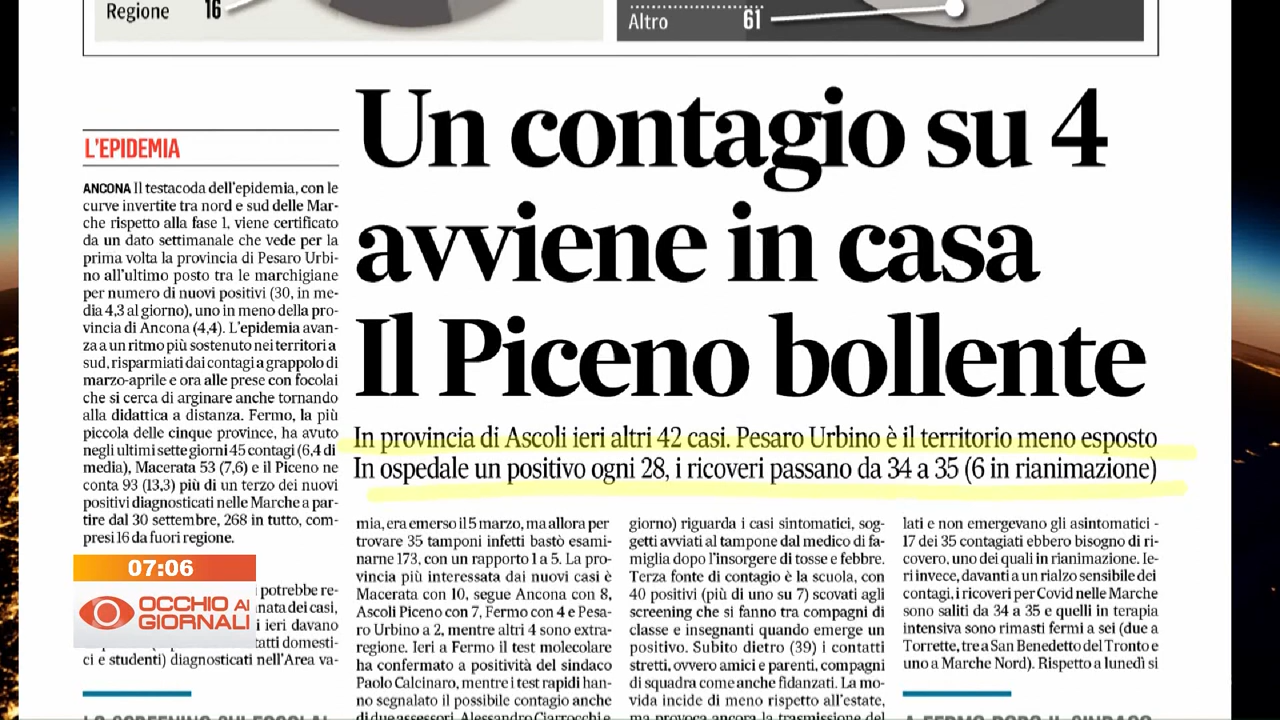 Regione 16
Altro 61
L'EPIDEMIA
Un contagio su 4
avviene in casa
Il Piceno bollente
In provincia di Ascoli ieri altri 42 casi. Pesaro Urbino è il territorio meno esposto
In ospedale un positivo ogni 28, i ricoveri passano da 34 a 35 (6 in rianimazione)
ANCONA Il testacoda dell'epidemia, con le
curve invertite tra nord e sud delle Mar-
che rispetto alla fase 1, viene certificato
da un dato settimanale che vede per la
prima volta la provincia di Pesaro Urbi-
no all'ultimo posto tra le marchigiane
per numero di nuovi positivi (30, in me-
dia 4,3 al giorno), uno in meno della pro-
vincia di Ancona (4,4). L'epidemia avan-
za a un ritmo più sostenuto nei territori a
sud, risparmiati dai contagi a grappolo di
marzo-aprile e ora alle prese con focolai
che si cerca di arginare anche tornando
alla didattica a distanza. Fermo, la più
piccola delle cinque province, ha avuto
negli ultimi sette giorni 45 contagi (6,4 di
media), Macerata 53 (7,6) e il Piceno ne
conta 93 (13,3) più di un terzo dei nuovi
positivi diagnosticati nelle Marche a par-
tire dal 30 settembre, 268 in tutto, com-
presi 16 da fuori regione.
07:06
OCCHIO AI
GIORNALI
potrebbe re-
nata dei casi,
i ieri davano
tatti domesti-
ci e studenti) diagnosticati nell'Area va-
mia, era emerso il 5 marzo, ma allora per
trovare 35 tamponi infetti bastò esami-
narne 173, con un rapporto 1 a 5. La pro-
vincia più interessata dai nuovi casi è
Macerata con 10, segue Ancona con 8,
Ascoli Piceno con 7, Fermo con 4 e Pesa-
ro Urbino a 2, mentre altri 4 sono extra-
regione. Ieri a Fermo il test molecolare
ha confermato a positività del sindaco
Paolo Calcinaro, mentre i test rapidi han-
no segnalato il possibile contagio anche
di due assessori, Alessandro Ciarrocchi e
giorno) riguarda i casi sintomatici, sog-
getti avviati al tampone dal medico di fa-
miglia dopo l'insorgere di tosse e febbre.
Terza fonte di contagio è la scuola, con
40 positivi (più di uno su 7) scovati agli
screening che si fanno tra compagni di
classe e insegnanti quando emerge un
positivo. Subito dietro (39) i contatti
stretti, ovvero amici e parenti, compagni
di squadra come anche fidanzati. La mo-
vida incide di meno rispetto all'estate,
ma provoca ancora la trasmissione del
lati e non emergevano gli asintomatici -
17 dei 35 contagiati ebbero bisogno di ri-
covero, uno dei quali in rianimazione. Ie-
ri invece, davanti a un rialzo sensibile dei
contagi, i ricoveri per Covid nelle Marche
sono saliti da 34 a 35 e quelli in terapia
intensiva sono rimasti fermi a sei (due a
Torrette, tre a San Benedetto del Tronto e
uno a Marche Nord). Rispetto a lunedì si